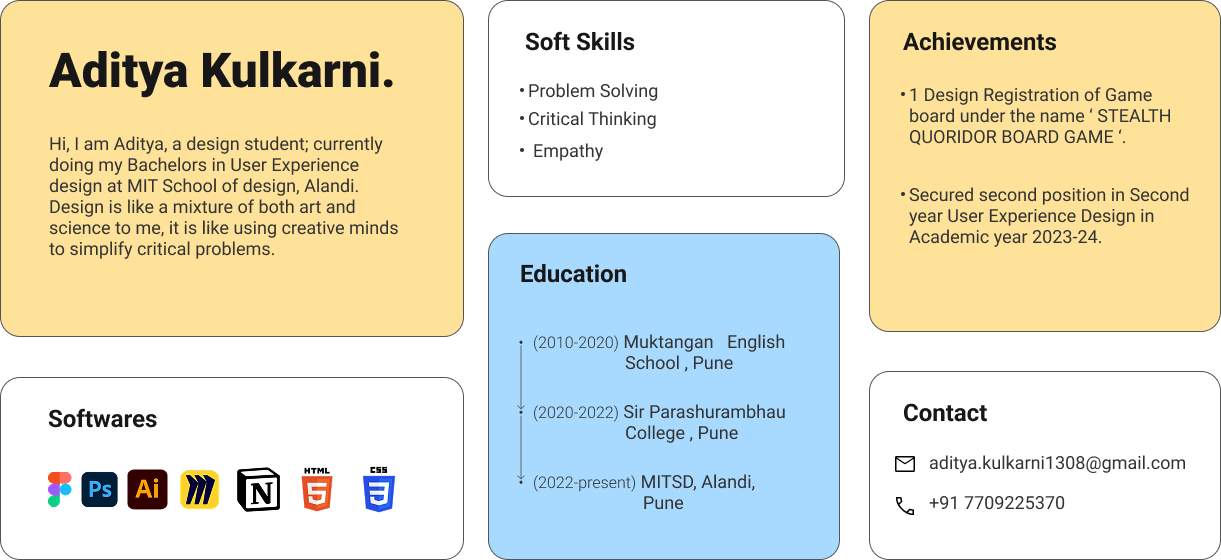 Aditya Kulkarni.
Hi, I am Aditya, a design student; currently
doing my Bachelors in User Experience
design at MIT School of design, Alandi.
Design is like a mixture of both art and
science to me, it is like using creative minds
to simplify critical problems.
Softwares
Ps
Ai
N
HTML
5
CSS
3
Soft Skills
• Problem Solving
• Critical Thinking
• Empathy
Education
• (2010-2020) Muktangan English
School , Pune
• (2020-2022) Sir Parashurambhau
College , Pune
• (2022-present) MITSD, Alandi,
Pune
Achievements
• 1 Design Registration of Game
board under the name ‘ STEALTH
QUORIDOR BOARD GAME ‘.
• Secured second position in Second
year User Experience Design in
Academic year 2023-24.
Contact
aditya.kulkarni1308@gmail.com
+91 7709225370